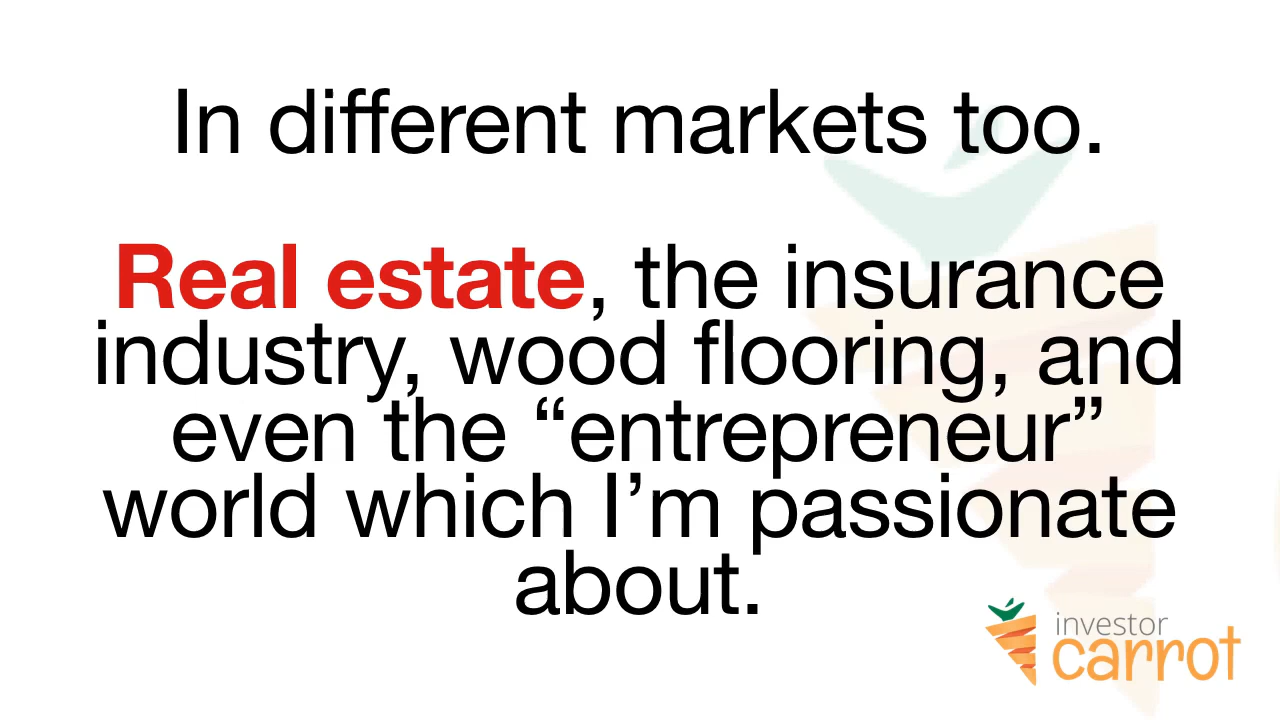 In different markets too.
Real estate, the insurance
industry, wood flooring, and
even the “entrepreneur”
world which I’m passionate
about.
investor
carrot